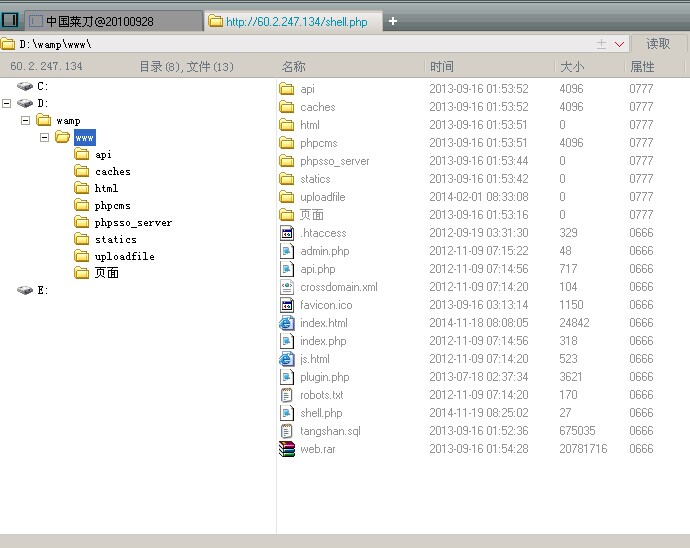 中国菜刀@20100928 http://60.2.247.134/shell.php +
D:\wamp\www\ 读取
60.2.247.134 目录(8),文件(13) 名称 时间 大小 属性
C:
D:
wamp
www
api
caches
html
phpcms
phpsso_server
statics
uploadfile
页面
E:
api 2013-09-16 01:53:52 4096 0777
caches 2013-09-16 01:53:52 4096 0777
html 2013-09-16 01:53:51 0 0777
phpcms 2013-09-16 01:53:51 4096 0777
phpsso_server 2013-09-16 01:53:44 0 0777
statics 2013-09-16 01:53:42 0 0777
uploadfile 2014-02-01 08:33:08 0 0777
页面 2013-09-16 01:53:16 0 0777
.htaccess 2012-09-19 03:31:30 329 0666
admin.php 2012-11-09 07:15:22 48 0666
api.php 2012-11-09 07:14:56 717 0666
crossdomain.xml 2012-11-09 07:14:20 104 0666
favicon.ico 2013-09-16 03:13:14 1150 0666
index.html 2014-11-18 08:08:05 24842 0666
index.php 2012-11-09 07:14:56 318 0666
js.html 2012-11-09 07:14:20 523 0666
plugin.php 2013-07-18 02:37:34 3621 0666
robots.txt 2012-11-09 07:14:20 170 0666
shell.php 2014-11-19 08:25:02 27 0666
tangshan.sql 2013-09-16 01:52:36 675035 0666
web.rar 2013-09-16 01:54:28 20781716 0666